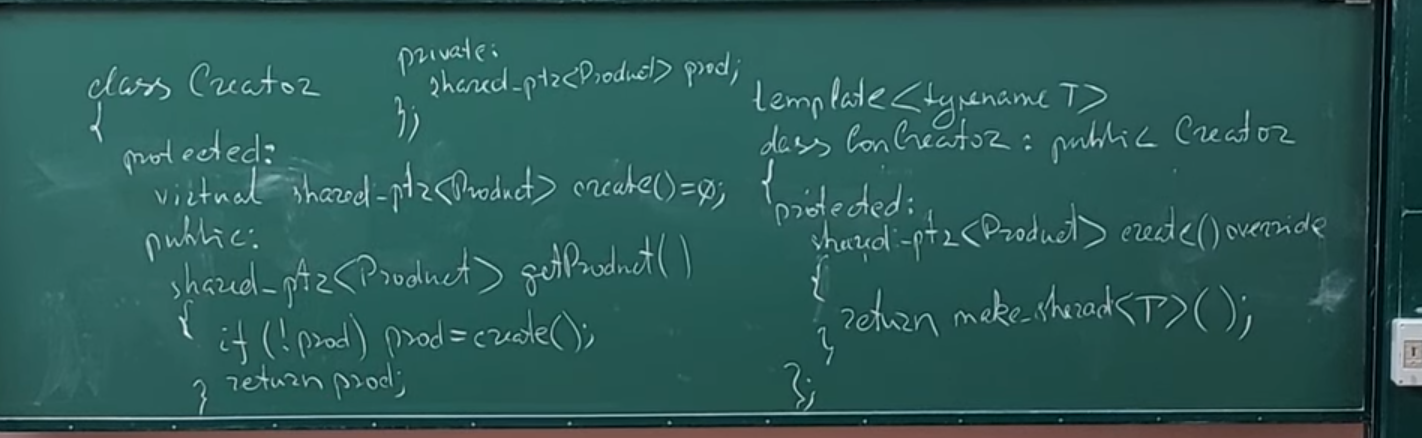 class Creator
{
protected:
virtual shared_ptr<Product> create()=0;
public:
shared_ptr<Product> getProduct()
{
if (!prod) prod=create();
return prod;
}
private:
shared_ptr<Product> prod;
};
template<typename T>
class ConCreator: public Creator
{
protected:
shared_ptr<Product> create() override
{
return make_shared<T>();
}
};